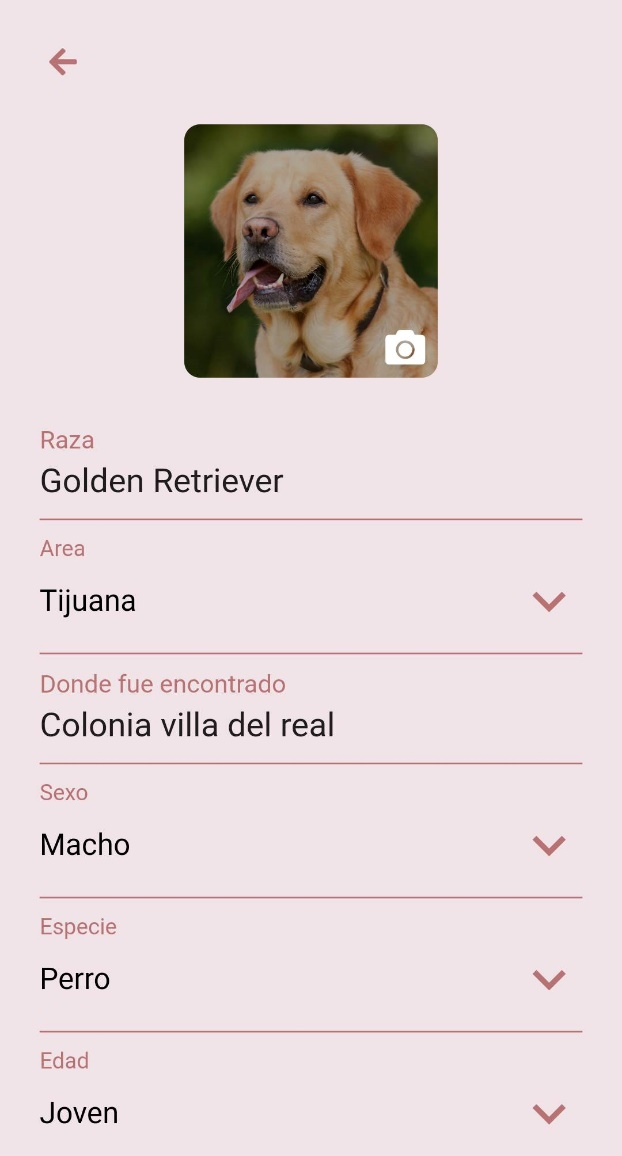 Raza
Golden Retriever
Area
Tijuana
Donde fue encontrado
Colonia villa del real
Sexo
Macho
Especie
Perro
Edad
Joven